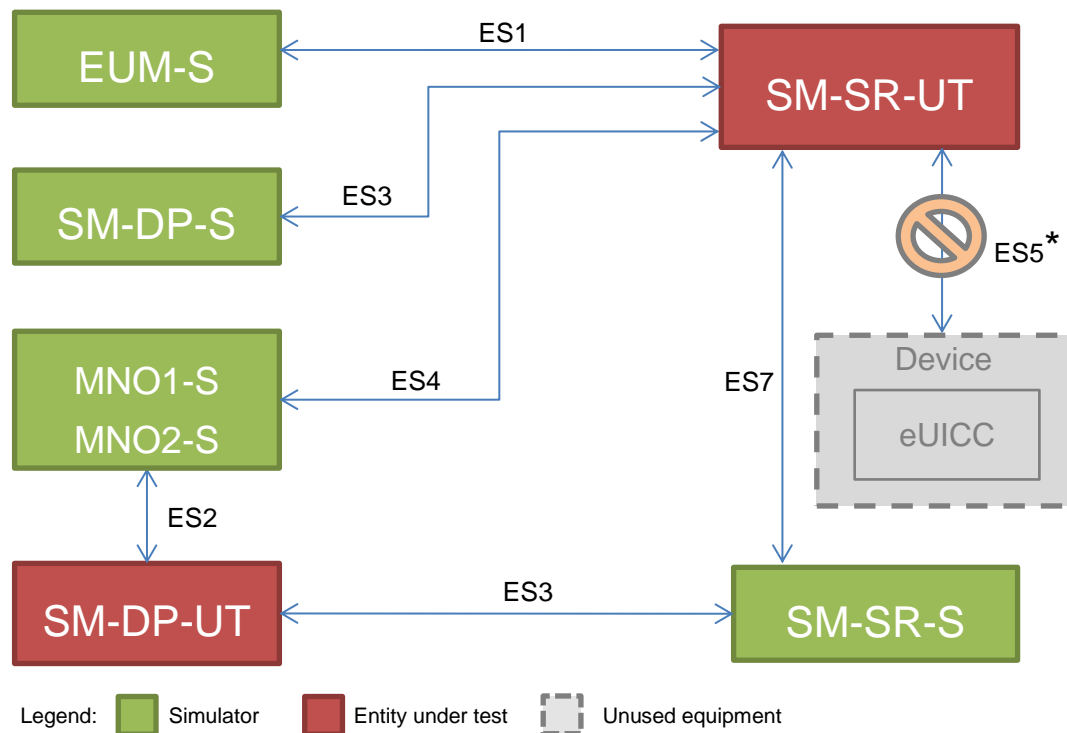 EUM-S
ES1
SM-SR-UT
SM-DP-S
ES3
ES5*
MNO1-S
MNO2-S
ES4
ES7
Device
eUICC
ES2
SM-DP-UT
ES3
SM-SR-S
Legend: Simulator Entity under test Unused equipment